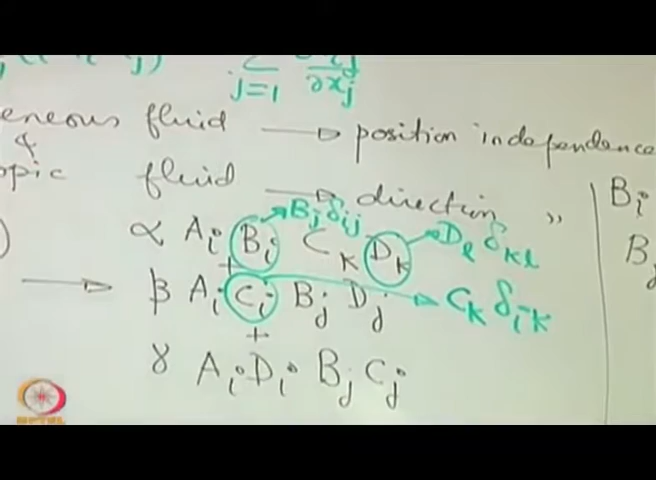 j=1 ∂xj
eneous fluid → position independence
&
opic fluid → direction "
Bj δij
α Ai Bi Ck Dk → Dl δkl
+
→ β Ai Ci Bj Dj → Ck δik
+
γ Ai Di Bj Cj
Bi
B
NPTEL